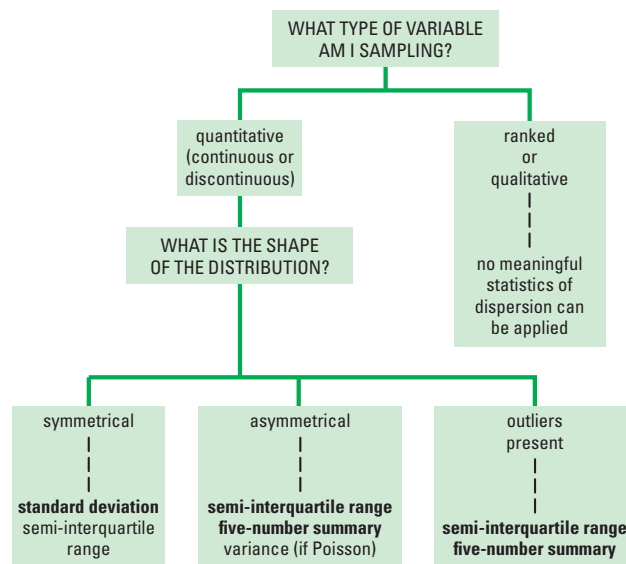 WHAT TYPE OF VARIABLE
AM I SAMPLING?
quantitative
(continuous or
discontinuous)
ranked
or
qualitative
no meaningful
statistics of
dispersion can
be applied
WHAT IS THE SHAPE
OF THE DISTRIBUTION?
symmetrical
standard deviation
semi-interquartile
range
asymmetrical
semi-interquartile range
five-number summary
variance (if Poisson)
outliers
present
semi-interquartile range
five-number summary